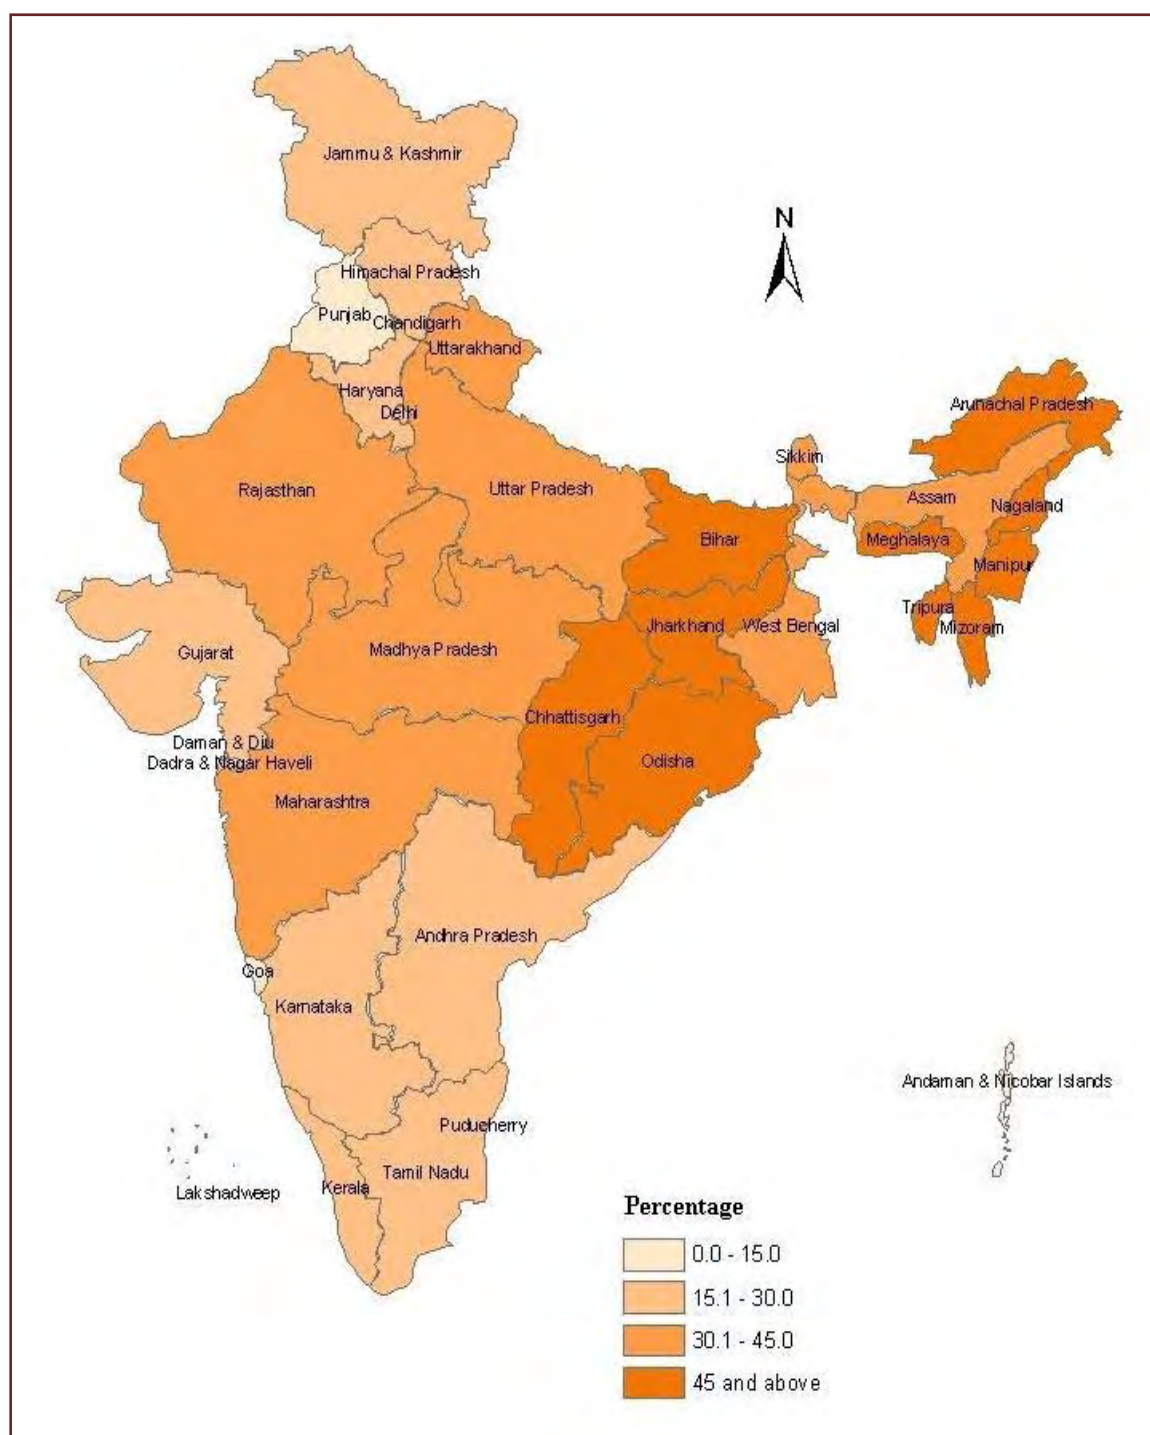 Jammu & Kashmir
N
Himachal Pradesh
Punjab
Chandigarh
Uttarakhand
Haryana
Delhi
Arunachal Pradesh
Sikkim
Rajasthan
Uttar Pradesh
Assam
Nagaland
Bihar
Meghalaya
Manipur
Tripura
Mizoram
Jharkhand
West Bengal
Gujarat
Madhya Pradesh
Chhattisgarh
Daman & Diu
Dadra & Nagar Haveli
Odisha
Maharashtra
Andhra Pradesh
Goa
Karnataka
Andaman & Nicobar Islands
Puducherry
Tamil Nadu
Kerala
Lakshadweep
Percentage
0.0 - 15.0
15.1 - 30.0
30.1 - 45.0
45 and above